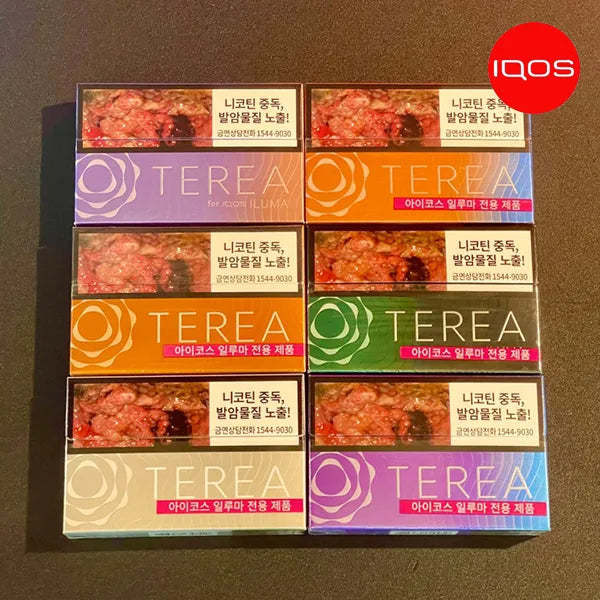 IQOS
니코틴 중독,
발암물질 노출!
금연상담전화 1544-9030
TEREA
for IQOS ILUMA
니코틴 중독,
발암물질 노출!
금연상담전화 1544-9030
TEREA
아이코스 일루마 전용 제품
니코틴 중독,
발암물질 노출!
금연상담전화 1544-9030
TEREA
아이코스 일루마 전용 제품
니코틴 중독,
발암물질 노출!
금연상담전화 1544-9030
TEREA
아이코스 일루마 전용 제품
니코틴 중독,
발암물질 노출!
금연상담전화 1544-9030
TEREA
아이코스 일루마 전용 제품
니코틴 중독,
발암물질 노출!
금연상담전화 1544-9030
TEREA
아이코스 일루마 전용 제품